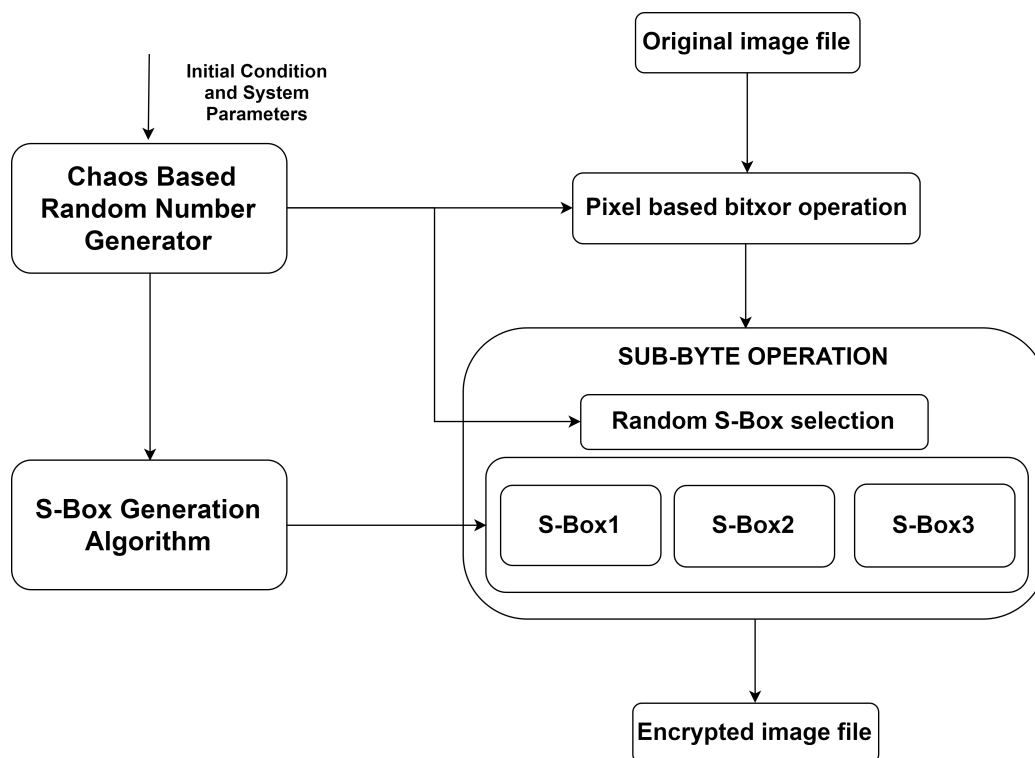 Original image file
Initial Condition
and System
Parameters
Chaos Based
Random Number
Generator
Pixel based bitxor operation
SUB-BYTE OPERATION
Random S-Box selection
S-Box Generation
Algorithm
S-Box1
S-Box2
S-Box3
Encrypted image file